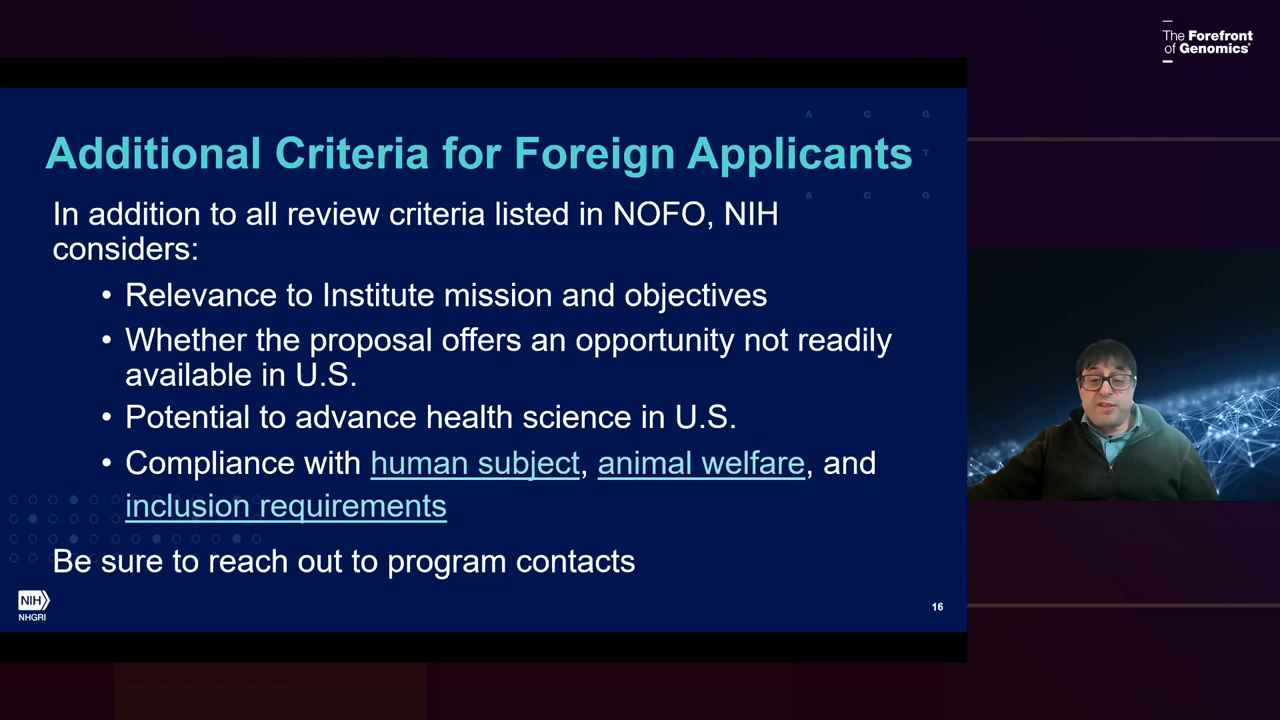 The Forefront
of Genomics®
A C G
Additional Criteria for Foreign Applicants
T
A C G
In addition to all review criteria listed in NOFO, NIH
considers:
• Relevance to Institute mission and objectives
• Whether the proposal offers an opportunity not readily
available in U.S.
• Potential to advance health science in U.S.
• Compliance with human subject, animal welfare, and
inclusion requirements
Be sure to reach out to program contacts
NIH
NHGRI
16